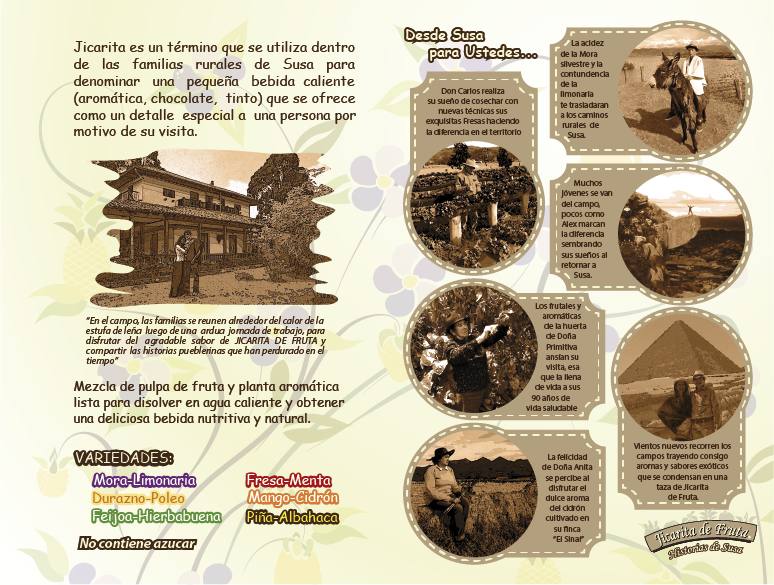 Jicarita es un término que se utiliza dentro
de las familias rurales de Susa para
denominar una pequeña bebida caliente
(aromática, chocolate, tinto) que se ofrece
como un detalle especial a una persona por
motivo de su visita.
"En el campo, las familias se reunen alrededor del calor de la
estufa de leña luego de una ardua jornada de trabajo, para
disfrutar del agradable sabor de JICARITA DE FRUTA y
compartir las historias pueblerinas que han perdurado en el
tiempo"
Mezcla de pulpa de fruta y planta aromática
lista para disolver en agua caliente y obtener
una deliciosa bebida nutritiva y natural.
VARIEDADES:
Mora-Limonaria
Durazno-Poleo
Feijoa-Hierbabuena
Fresa-Menta
Mango-Cidrón
Piña-Albahaca
No contiene azucar
Desde Susa
para Ustedes...
Don Carlos realiza
su sueño de cosechar con
nuevas técnicas sus
exquisitas Fresas haciendo
la diferencia en el territorio
La acidez
de la Mora
silvestre y la
contundencia
de la
limonaria
te trasladaran
a los caminos
rurales de
Susa.
Muchos
jóvenes se van
del campo,
pocos como
Alex marcan
la diferencia
sembrando
sus sueños al
retornar a
Susa.
Los frutales y
aromáticas
de la huerta
de Doña
Primitiva
ansían su
visita, esa
que la llena
de vida a sus
90 años de
vida saludable
Vientos nuevos recorren los
campos trayendo consigo
aromas y sabores exóticos
que se condensan en una
taza de Jicarita
de Fruta.
La felicidad
de Doña Anita
se percibe al
disfrutar el
dulce aroma
del cidrón
cultivado en
su finca
"El Sinaí"
Jicarita de Fruta
Historias de Susa